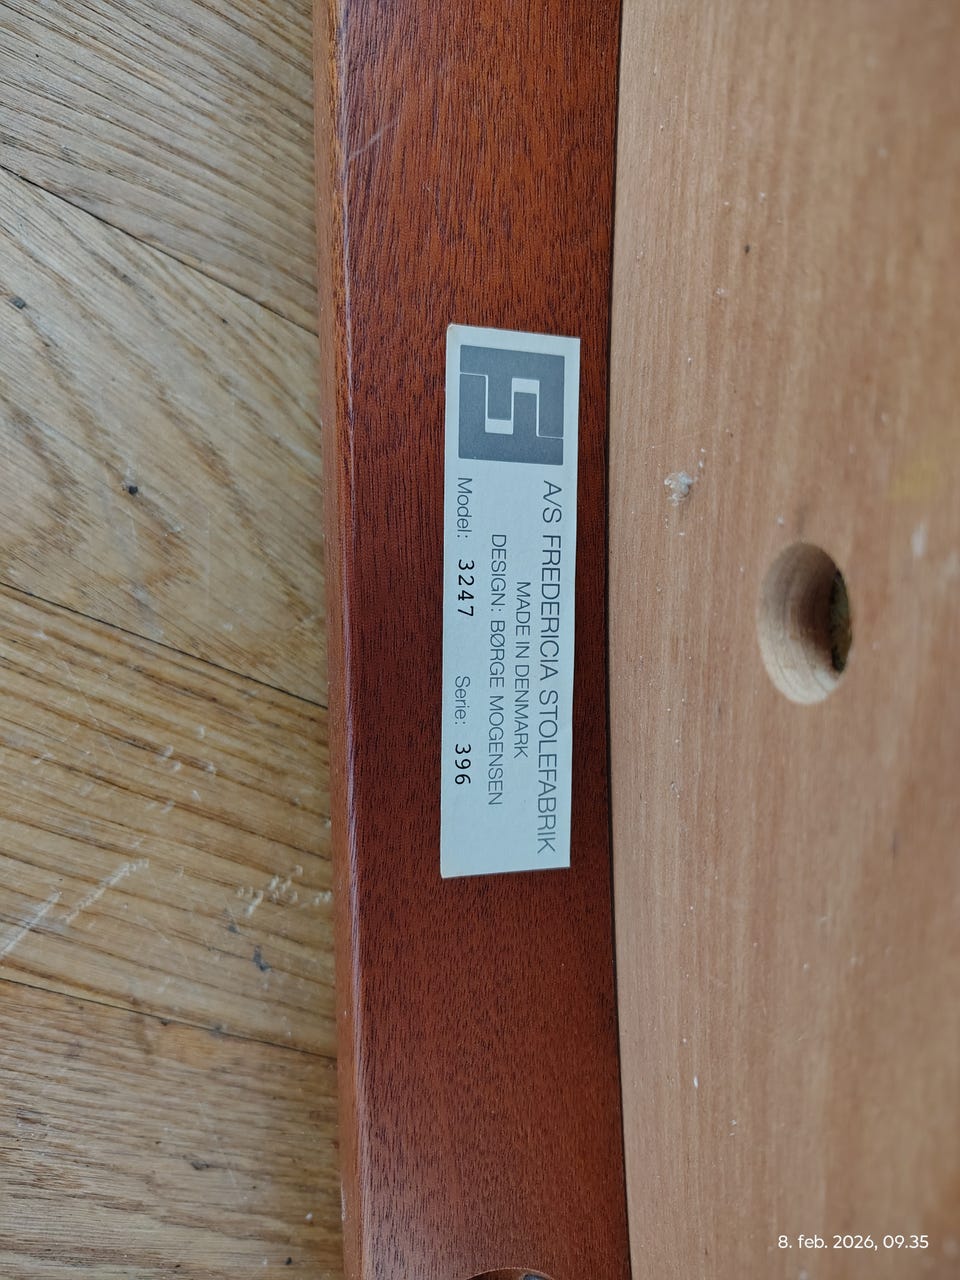 A/S FREDERICIA STOLEFABRIK
MADE IN DENMARK
DESIGN: BØRGE MOGENSEN
Model: 3247 Serie: 396
8. feb. 2026, 09.35